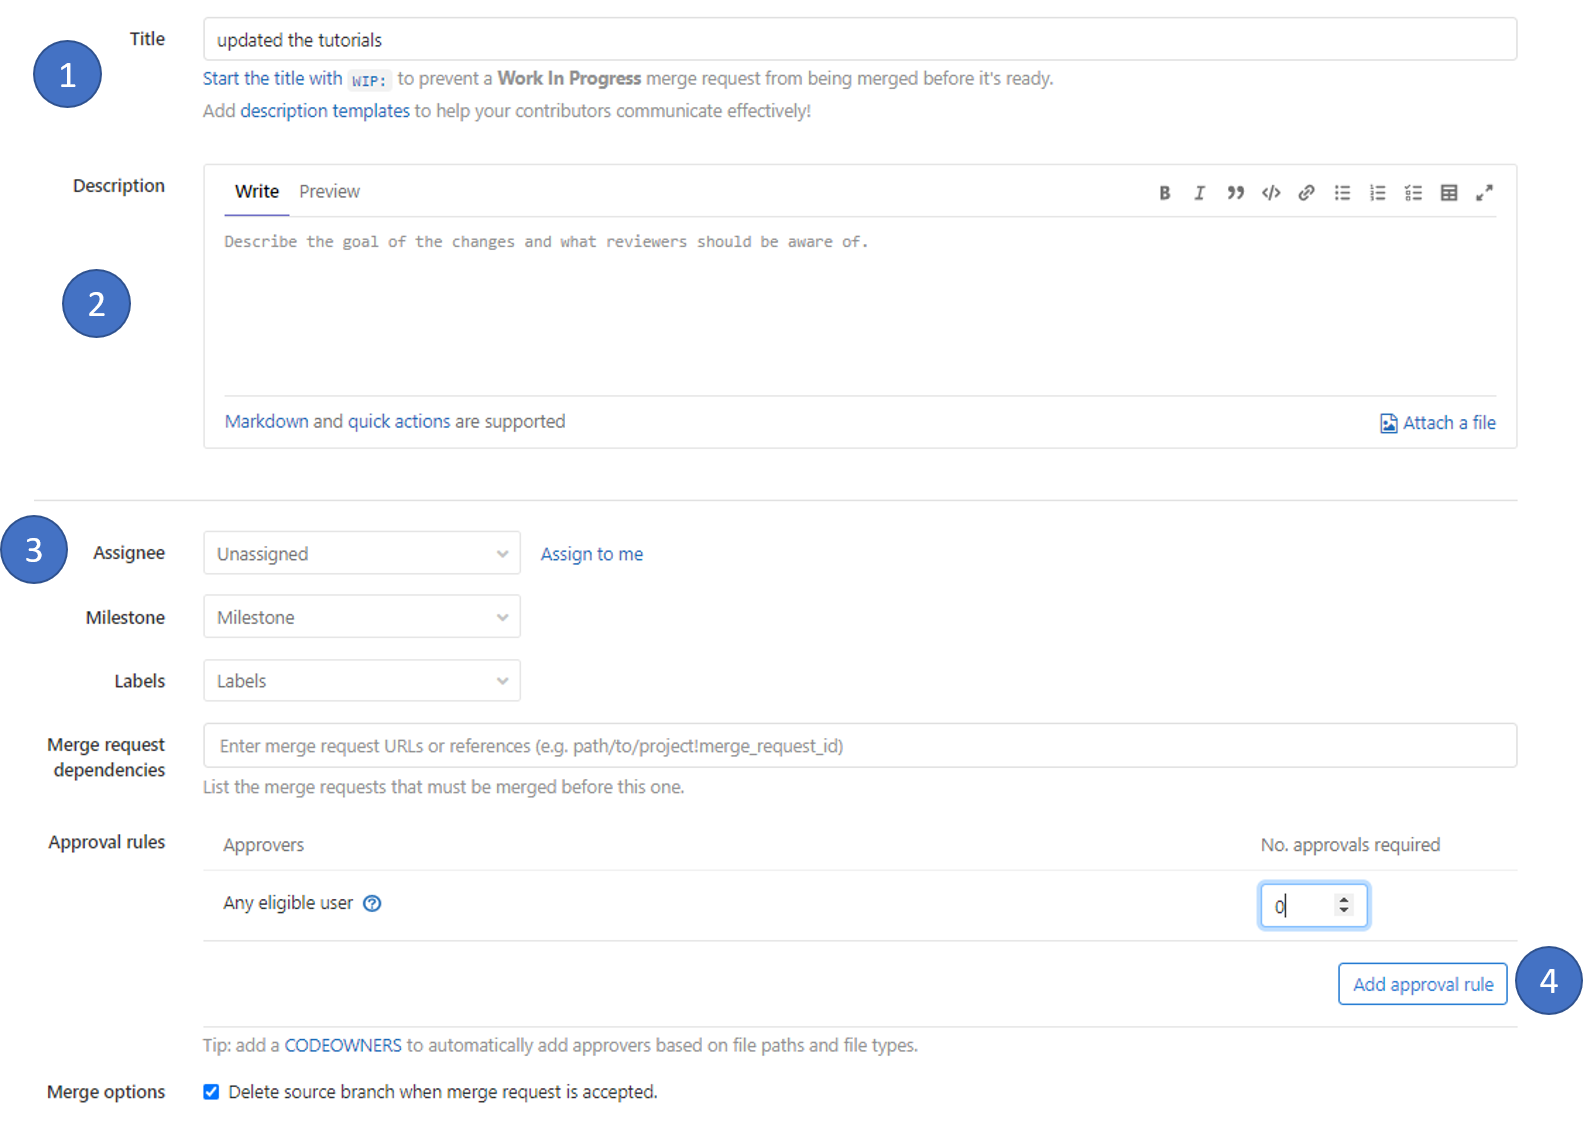 Title
updated the tutorials
1
Start the title with WIP: to prevent a Work In Progress merge request from being merged before it's ready.
Add description templates to help your contributors communicate effectively!
Description
Write Preview
Describe the goal of the changes and what reviewers should be aware of.
2
Markdown and quick actions are supported
Attach a file
3
Assignee
Unassigned
Assign to me
Milestone
Milestone
Labels
Labels
Merge request
dependencies
Enter merge request URLs or references (e.g. path/to/project!merge_request_id)
List the merge requests that must be merged before this one.
Approval rules
Approvers
No. approvals required
Any eligible user
0
Add approval rule
4
Tip: add a CODEOWNERS to automatically add approvers based on file paths and file types.
Merge options
Delete source branch when merge request is accepted.